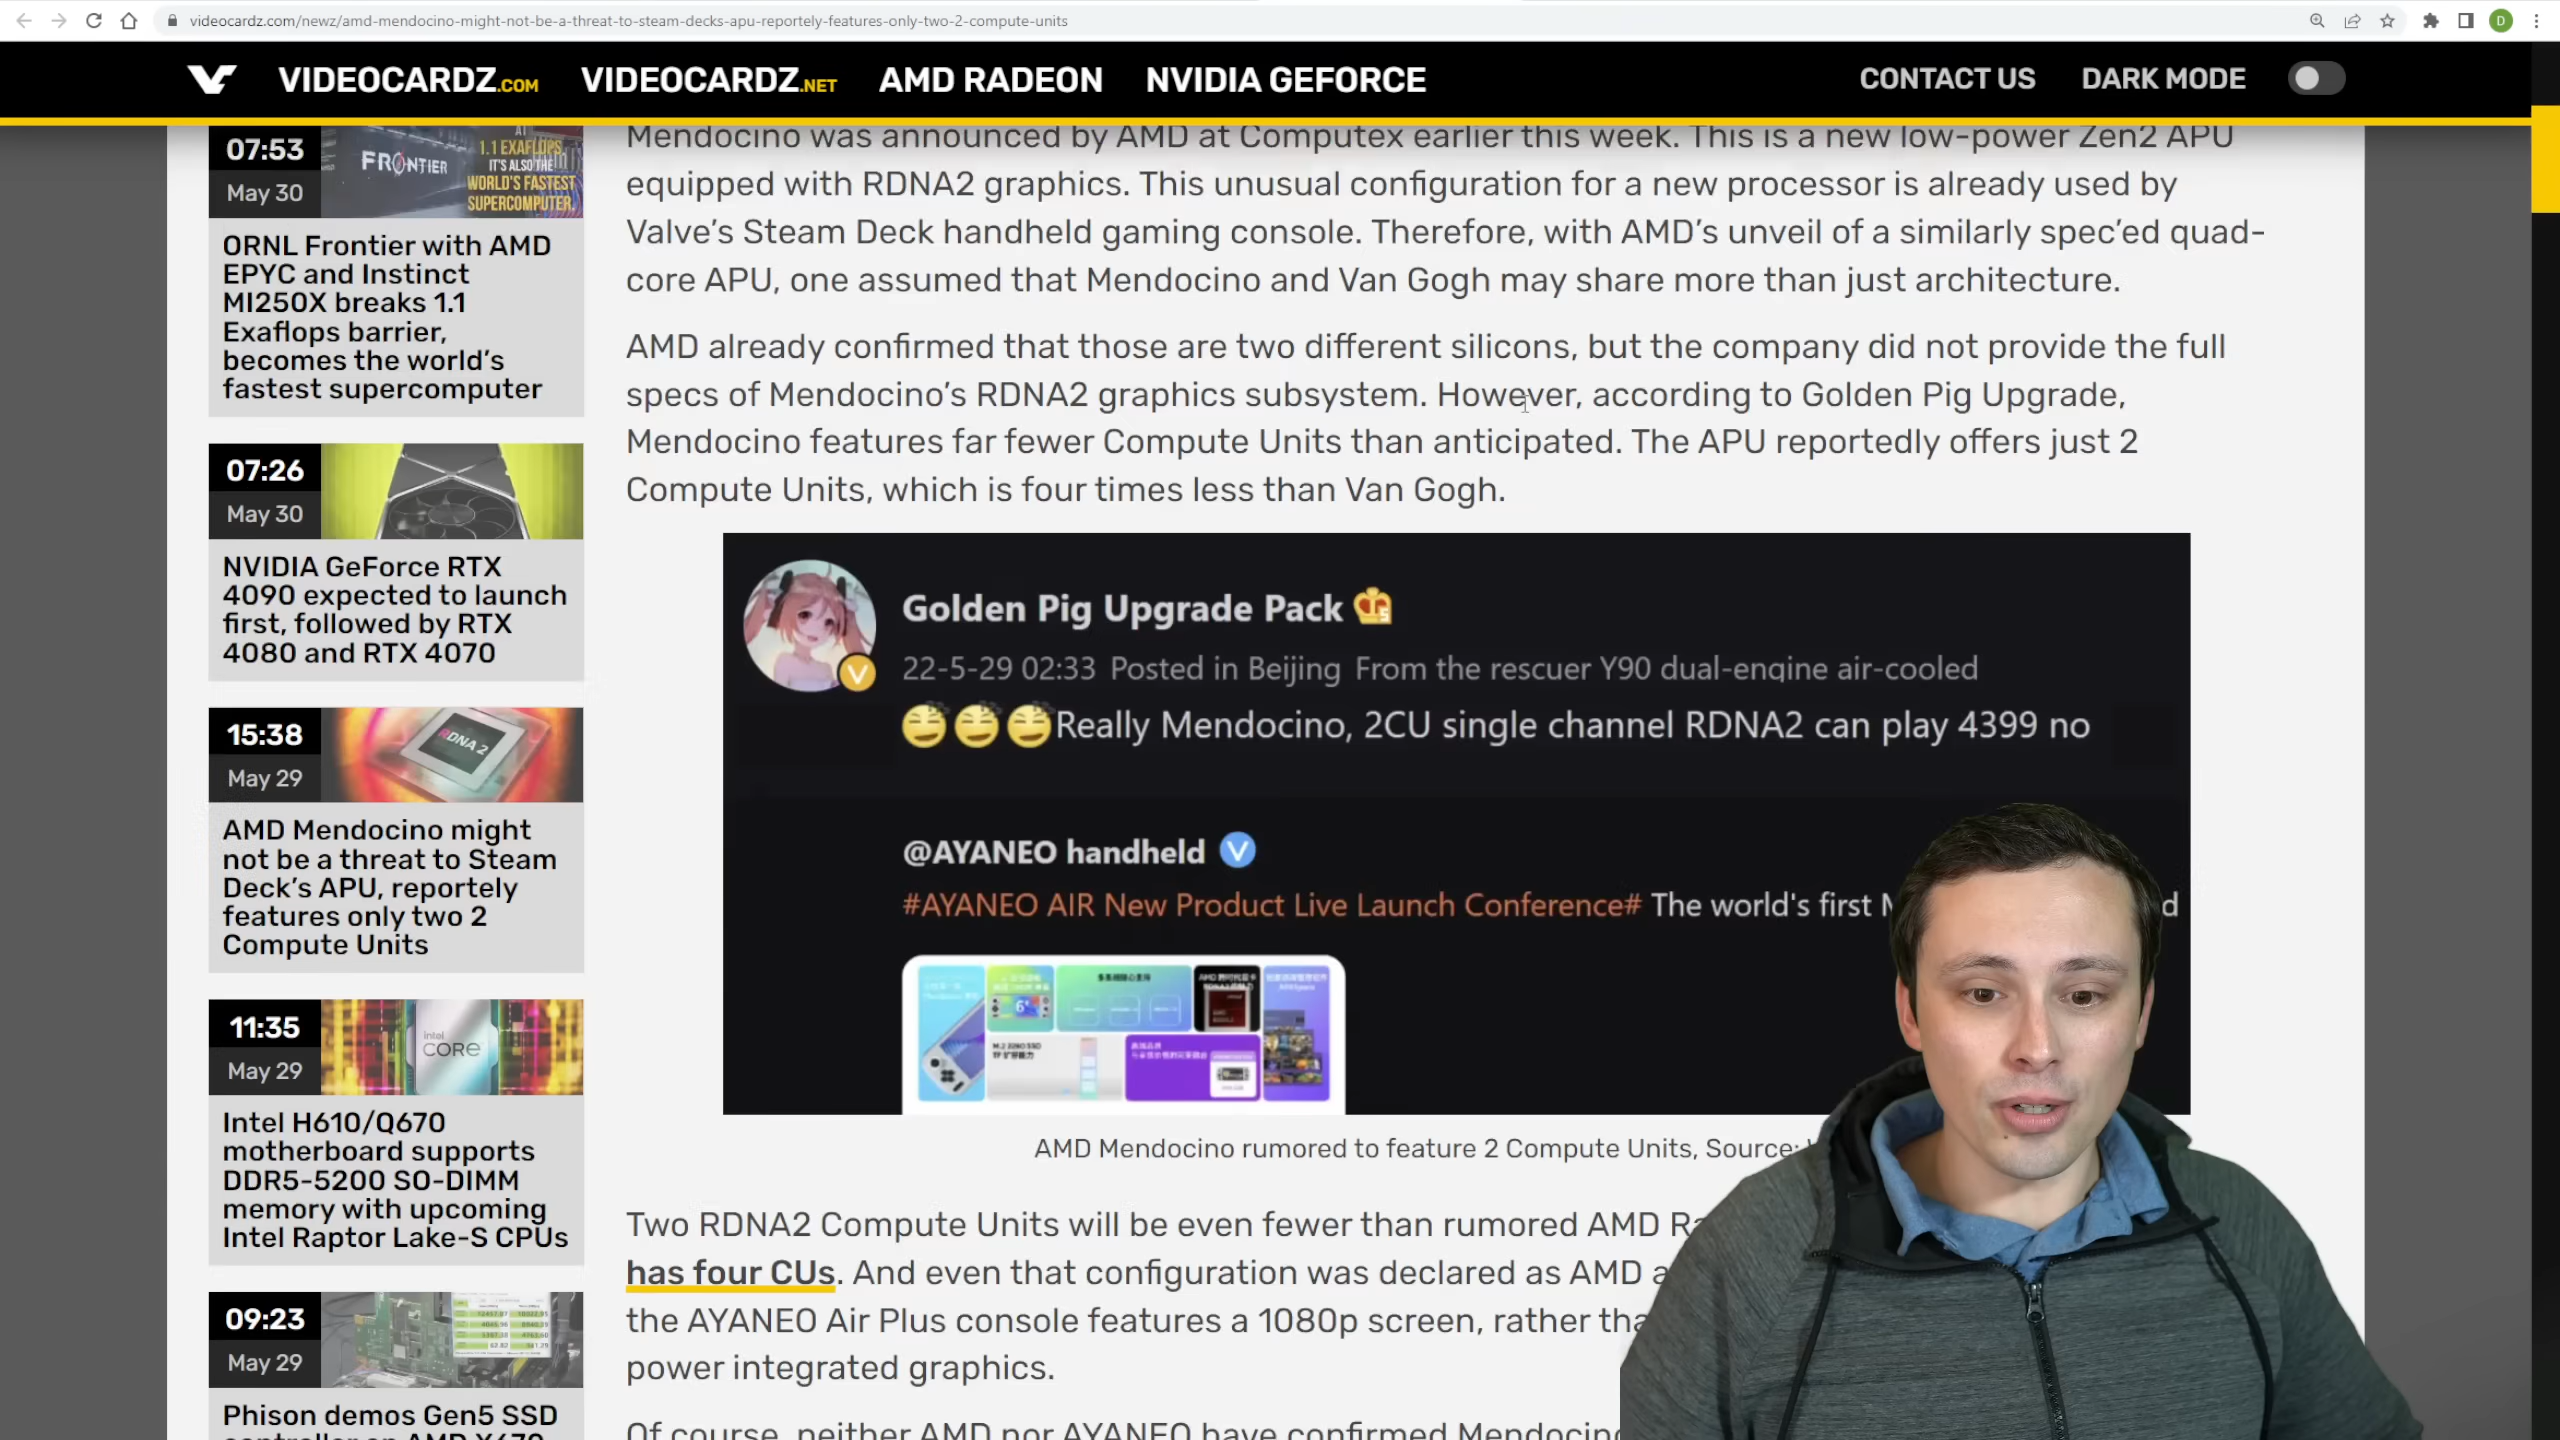 videocardz.com/newz/amd-mendocino-might-not-be-a-threat-to-steam-decks-apu-reportely-features-only-two-2-compute-units
D
VIDEOCARDZ.COM
VIDEOCARDZ.NET
AMD RADEON
NVIDIA GEFORCE
CONTACT US
DARK MODE
07:53
May 30
FRONTIER
1.1 EXAFLOPS.
IT'S ALSO THE
WORLD'S FASTEST
SUPERCOMPUTER.
ORNL Frontier with AMD
EPYC and Instinct
MI250X breaks 1.1
Exaflops barrier,
becomes the world's
fastest supercomputer
07:26
May 30
NVIDIA GeForce RTX
4090 expected to launch
first, followed by RTX
4080 and RTX 4070
15:38
May 29
RDNA 2
AMD Mendocino might
not be a threat to Steam
Deck's APU, reportely
features only two 2
Compute Units
11:35
May 29
intel
CORE
Intel H610/Q670
motherboard supports
DDR5-5200 SO-DIMM
memory with upcoming
Intel Raptor Lake-S CPUs
09:23
May 29
Phison demos Gen5 SSD
Mendocino was announced by AMD at Computex earlier this week. This is a new low-power Zen2 APU
equipped with RDNA2 graphics. This unusual configuration for a new processor is already used by
Valve's Steam Deck handheld gaming console. Therefore, with AMD's unveil of a similarly spec'ed quad-
core APU, one assumed that Mendocino and Van Gogh may share more than just architecture.
AMD already confirmed that those are two different silicons, but the company did not provide the full
specs of Mendocino's RDNA2 graphics subsystem. However, according to Golden Pig Upgrade,
Mendocino features far fewer Compute Units than anticipated. The APU reportedly offers just 2
Compute Units, which is four times less than Van Gogh.
Golden Pig Upgrade Pack
22-5-29 02:33 Posted in Beijing From the rescuer Y90 dual-engine air-cooled
Really Mendocino, 2CU single channel RDNA2 can play 4399 no
@AYANEO handheld
#AYANEO AIR New Product Live Launch Conference# The world's first
AMD Mendocino rumored to feature 2 Compute Units, Source:
Two RDNA2 Compute Units will be even fewer than rumored AMD
has four CUs. And even that configuration was declared as AMD
the AYANEO Air Plus console features a 1080p screen, rather
power integrated graphics.
Of course, neither AMD nor AYANEO have confirmed